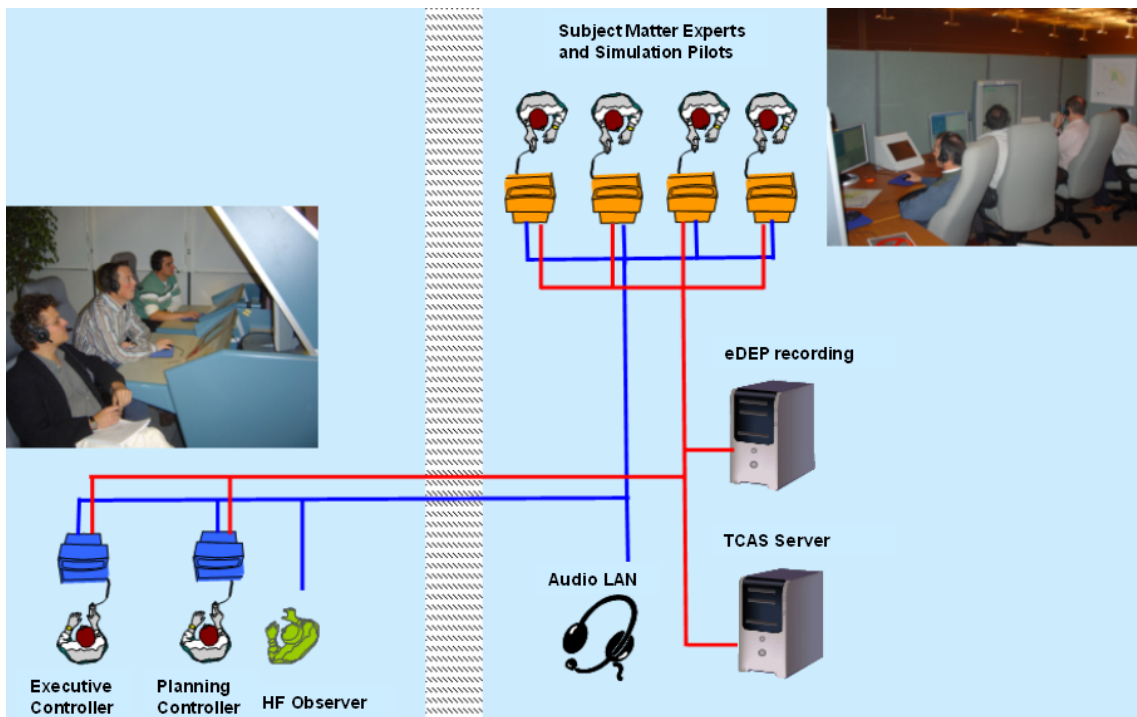 Subject Matter Experts
and Simulation Pilots
eDEP recording
TCAS Server
Audio LAN
Executive
Controller
Planning
Controller
HF Observer